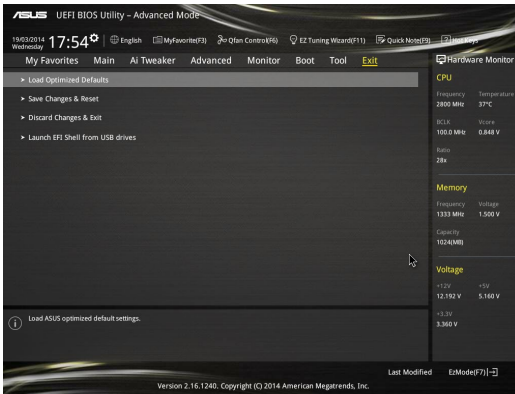 ASUS UEFI BIOS Utility – Advanced Mode
19/03/2014 Wednesday 17:54 English MyFavorite(F3) Qfan Control(F6) EZ Tuning Wizard(F11) Quick Note(F9) ? Hot Keys
My Favorites Main Ai Tweaker Advanced Monitor Boot Tool Exit
> Load Optimized Defaults
> Save Changes & Reset
> Discard Changes & Exit
> Launch EFI Shell from USB drives
Load ASUS optimized default settings.
Hardware Monitor
CPU
Frequency Temperature
2800 MHz 37°C
BCLK Vcore
100.0 MHz 0.848 V
Ratio
28x
Memory
Frequency Voltage
1333 MHz 1.500 V
Capacity
1024(MB)
Voltage
+12V +5V
12.192 V 5.160 V
+3.3V
3.360 V
Last Modified EzMode(F7)
Version 2.16.1240. Copyright (C) 2014 American Megatrends, Inc.